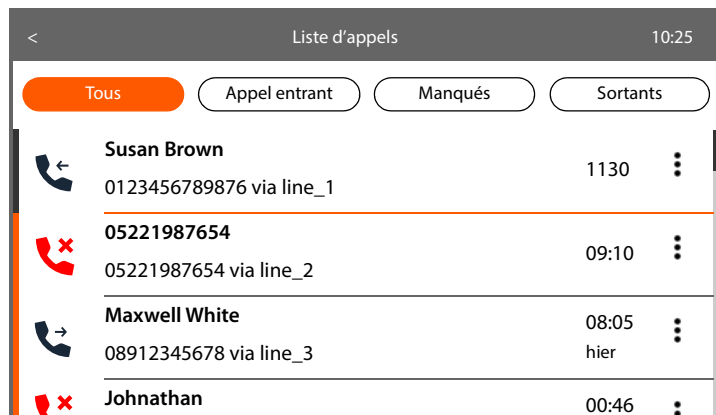 < Liste d'appels 10:25
Tous Appel entrant Manqués Sortants
Susan Brown
1130
0123456789876 via line_1
05221987654
09:10
05221987654 via line_2
Maxwell White
08:05
08912345678 via line_3
hier
Johnathan
00:46